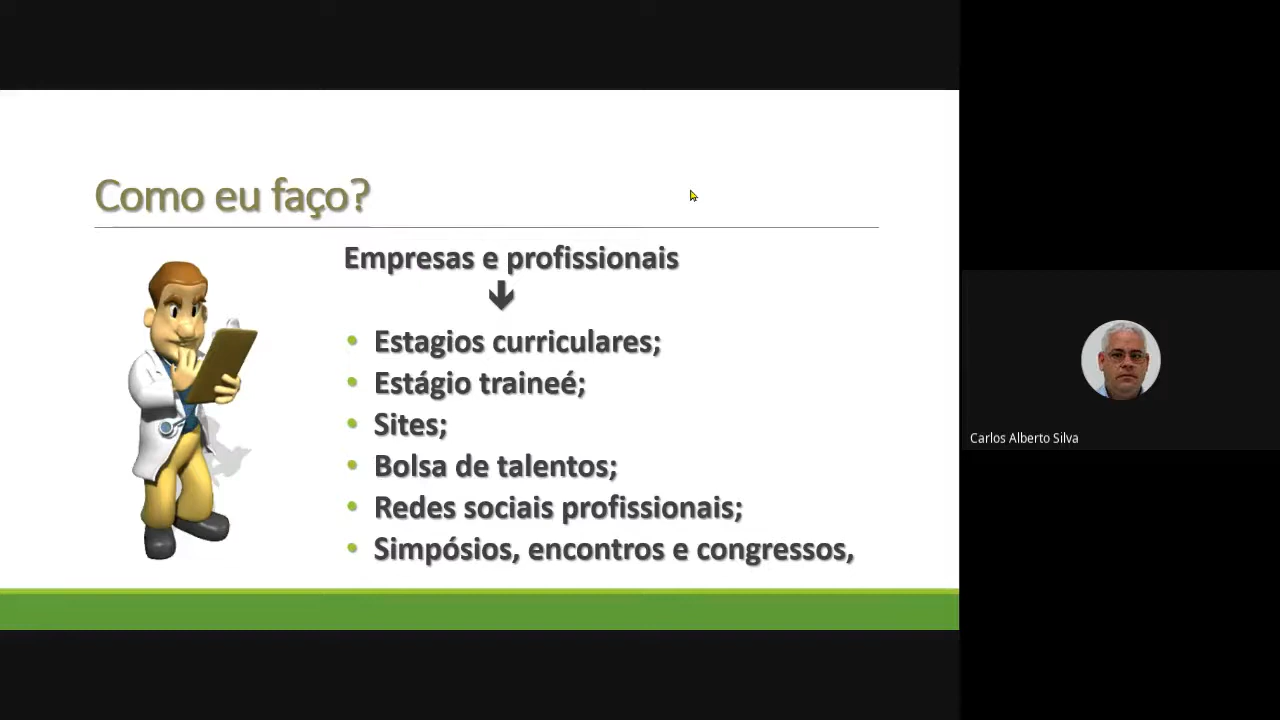 Como eu faço?
Empresas e profissionais
Estagios curriculares;
Estágio traineé;
Sites;
Bolsa de talentos;
Redes sociais profissionais;
Simpósios, encontros e congressos,
Carlos Alberto Silva